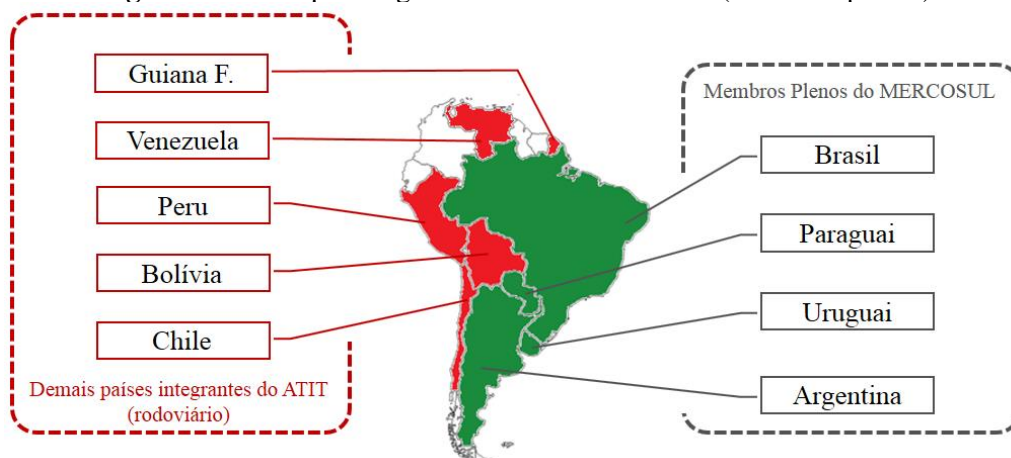 Guiana F.
Venezuela
Peru
Bolívia
Chile
Demais países integrantes do ATIT
(rodoviário)
Membros Plenos do MERCOSUL
Brasil
Paraguai
Uruguai
Argentina